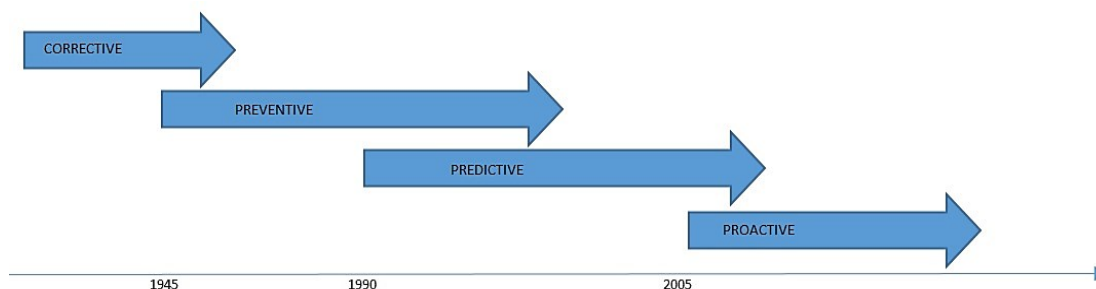 CORRECTIVE
PREVENTIVE
PREDICTIVE
PROACTIVE
1945 1990 2005